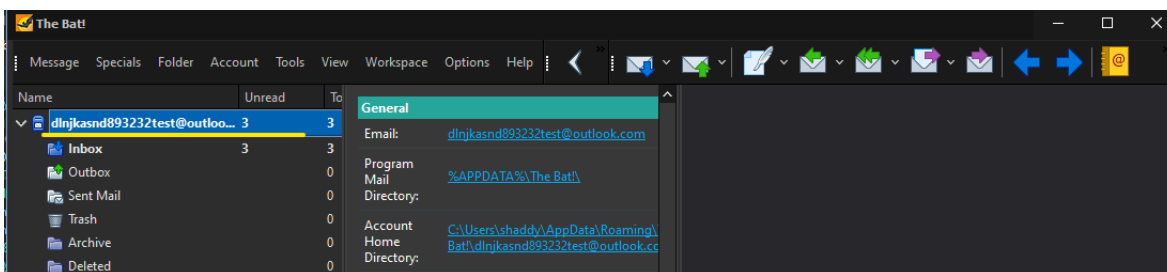 The Bat!
Message Specials Folder Account Tools View Workspace Options Help
Name Unread To
dlnjkasnd893232test@outloo... 3 3
Inbox 3 3
Outbox 0
Sent Mail 0
Trash 0
Archive 0
Deleted 0
General
Email: dlnjkasnd893232test@outlook.com
Program
Mail %APPDATA%\The Bat!\
Directory:
Account
Home C:\Users\shaddy\AppData\Roaming\
Directory: Bat!\dlnjkasnd893232test@outlook.co